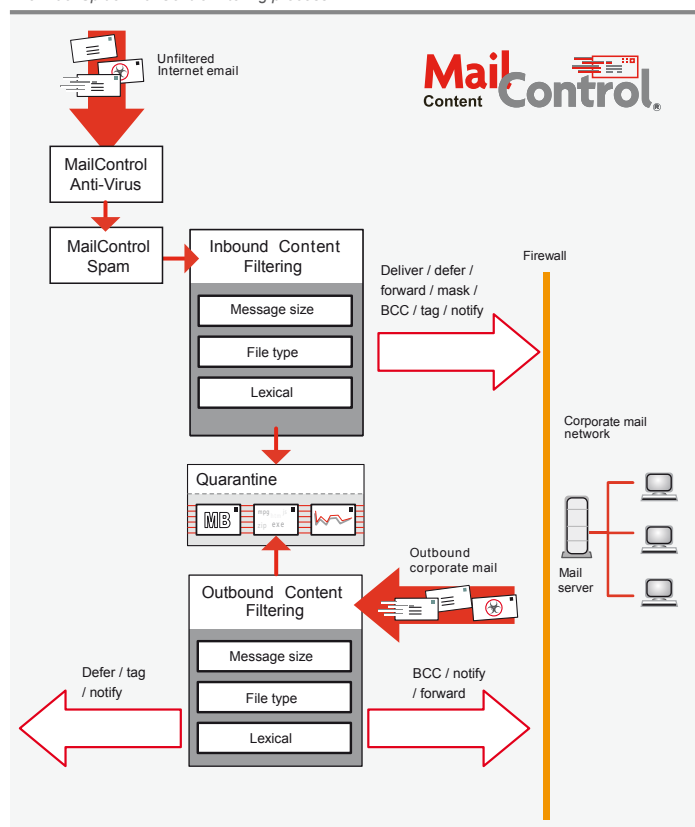 Unfiltered
Internet email
Mail
Content Control®
MailControl
Anti-Virus
MailControl
Spam
Inbound Content
Filtering
Message size
File type
Lexical
Deliver / defer /
forward / mask /
BCC / tag / notify
Firewall
Corporate mail
network
Quarantine
MB
mpg
zip exe
Outbound
corporate mail
Mail
server
Outbound Content
Filtering
Message size
File type
Lexical
Defer / tag
/ notify
BCC / notify
/ forward